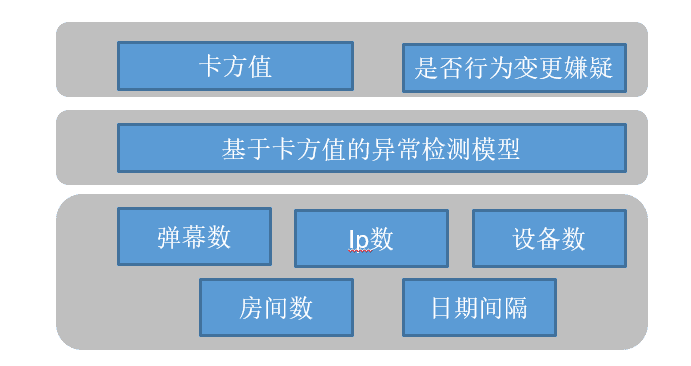 卡方值
是否行为变更嫌疑
基于卡方值的异常检测模型
弹幕数
Ip数
设备数
房间数
日期间隔